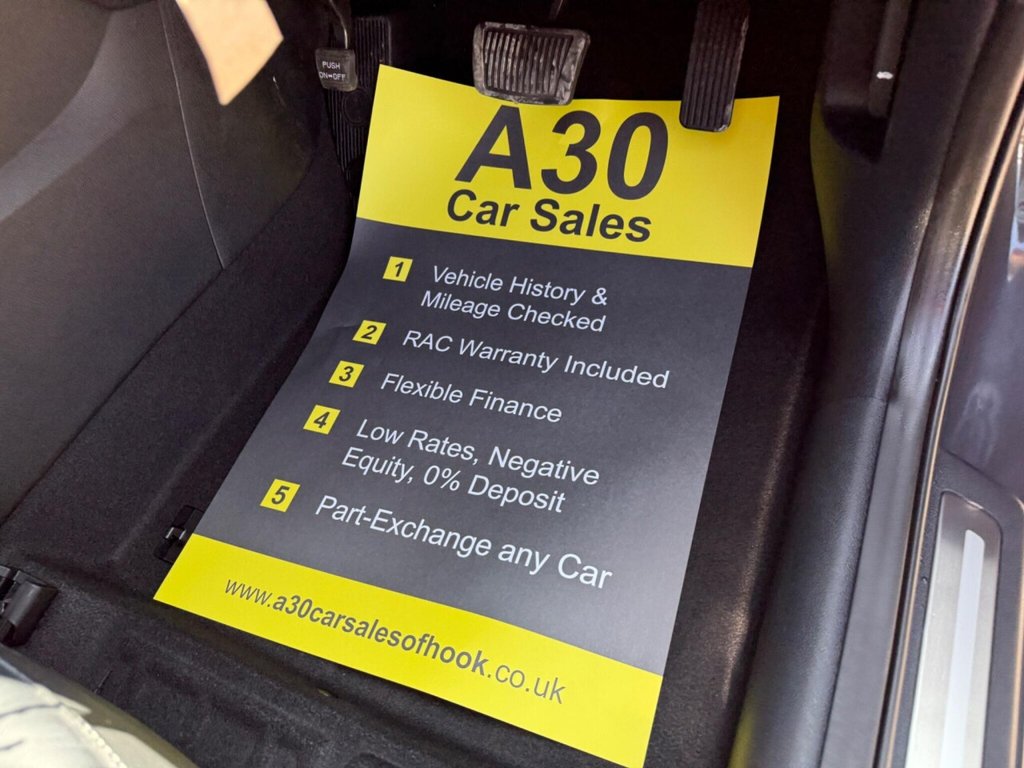 PUSH
ON⇔OFF
A30
Car Sales
1 Vehicle History &
Mileage Checked
2 RAC Warranty Included
3 Flexible Finance
4 Low Rates, Negative
Equity, 0% Deposit
5 Part-Exchange any Car
www.a30carsalesofhook.co.uk